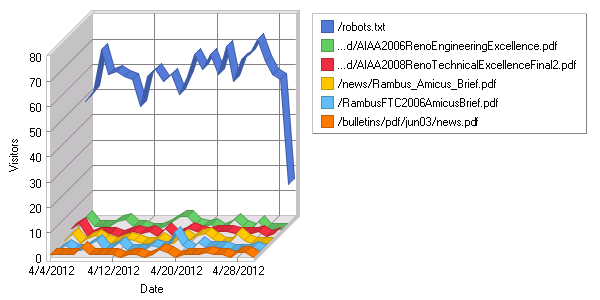 80
70
60
50
40
30
20
10
0
Visitors
4/4/2012
4/12/2012
4/20/2012
4/28/2012
Date
/robots.txt
...d/AIAA2006RenoEngineeringExcellence.pdf
...d/AIAA2008RenoTechnicalExcellenceFinal2.pdf
/news/Rambus_Amicus_Brief.pdf
/RambusFTC2006AmicusBrief.pdf
/bulletins/pdf/jun03/news.pdf